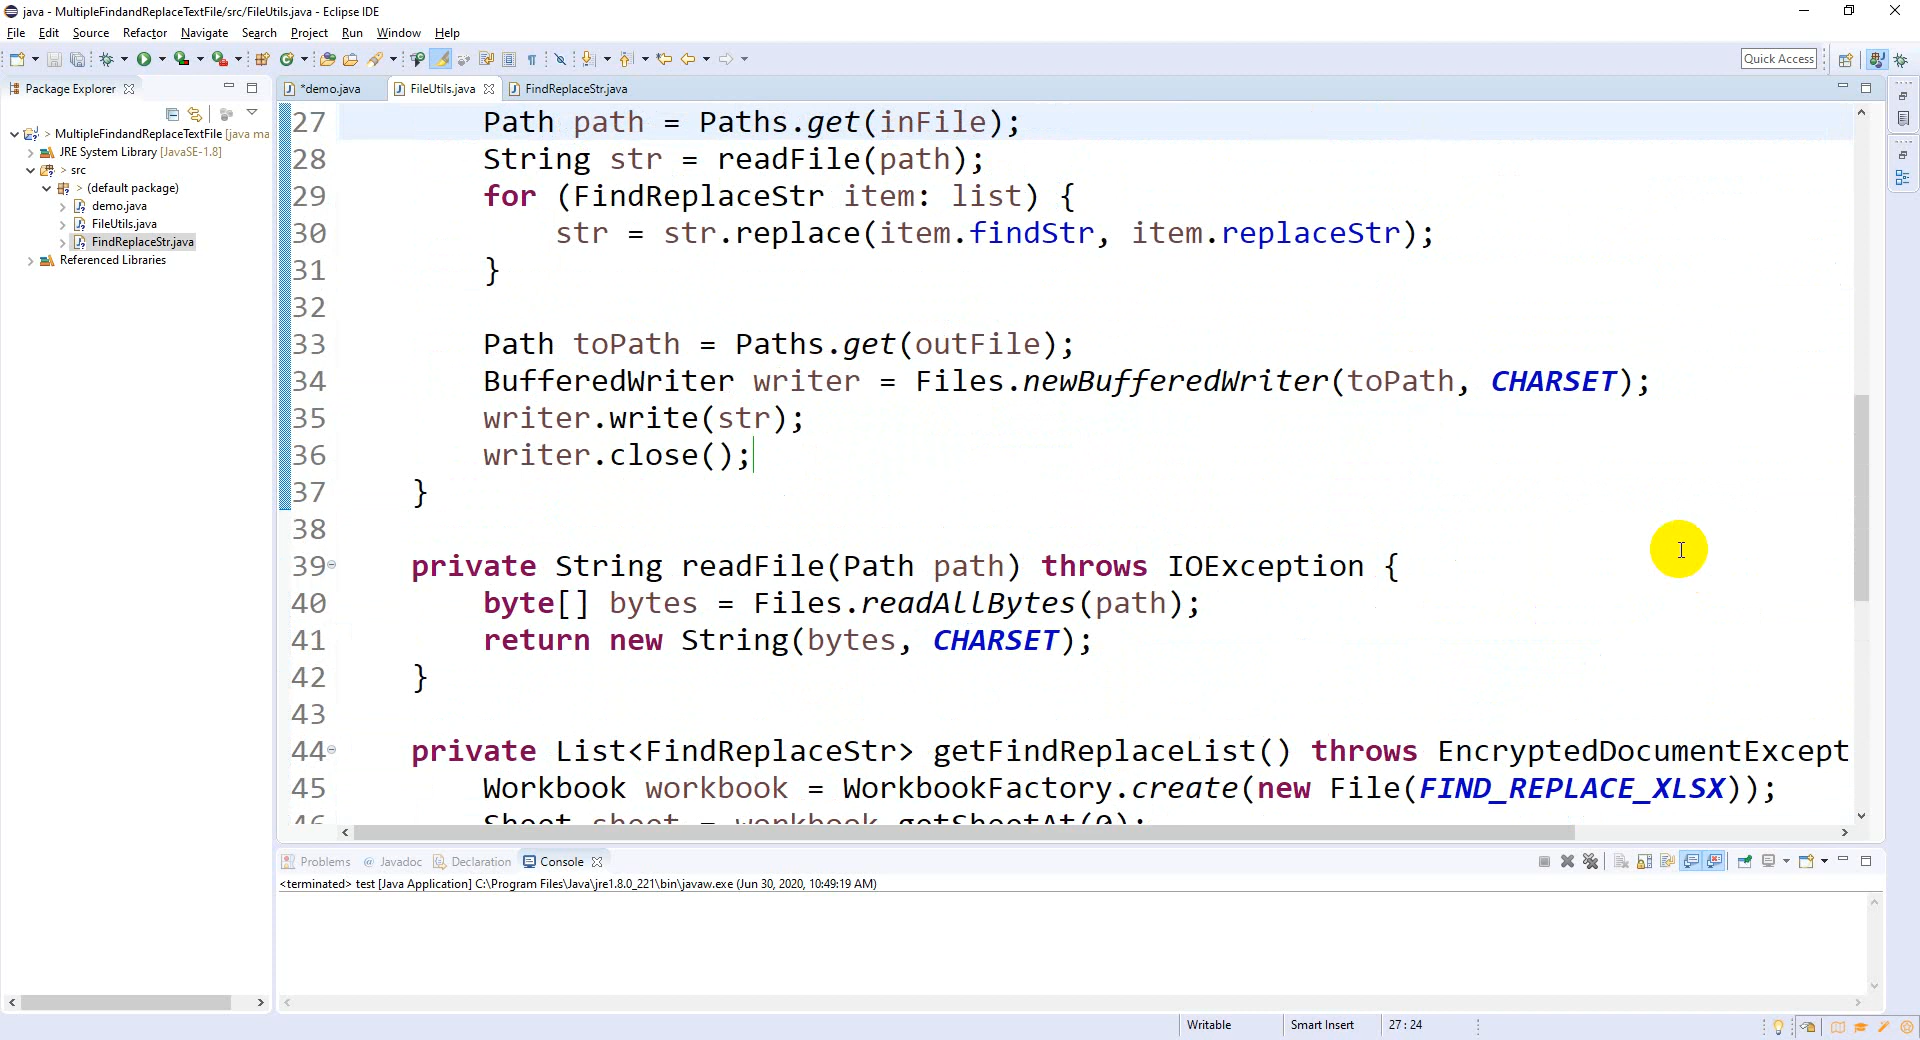 java - MultipleFindandReplaceTextFile/src/FileUtils.java - Eclipse IDE
File Edit Source Refactor Navigate Search Project Run Window Help
Quick Access
Package Explorer
*demo.java FileUtils.java FindReplaceStr.java
> MultipleFindandReplaceTextFile [java ma
JRE System Library [JavaSE-1.8]
> src
> (default package)
demo.java
FileUtils.java
FindReplaceStr.java
Referenced Libraries
27 Path path = Paths.get(inFile);
28 String str = readFile(path);
29 for (FindReplaceStr item: list) {
30 str = str.replace(item.findStr, item.replaceStr);
31 }
32
33 Path toPath = Paths.get(outFile);
34 BufferedWriter writer = Files.newBufferedWriter(toPath, CHARSET);
35 writer.write(str);
36 writer.close();
37 }
38
39 private String readFile(Path path) throws IOException {
40 byte[] bytes = Files.readAllBytes(path);
41 return new String(bytes, CHARSET);
42 }
43
44 private List<FindReplaceStr> getFindReplaceList() throws EncryptedDocumentExcept
45 Workbook workbook = WorkbookFactory.create(new File(FIND_REPLACE_XLSX));
46 Sheet sheet = workbook.getSheetAt(0);
Problems @ Javadoc Declaration Console
<terminated> test [Java Application] C:\Program Files\Java\jre1.8.0_221\bin\javaw.exe (Jun 30, 2020, 10:49:19 AM)
Writable Smart Insert 27 : 24